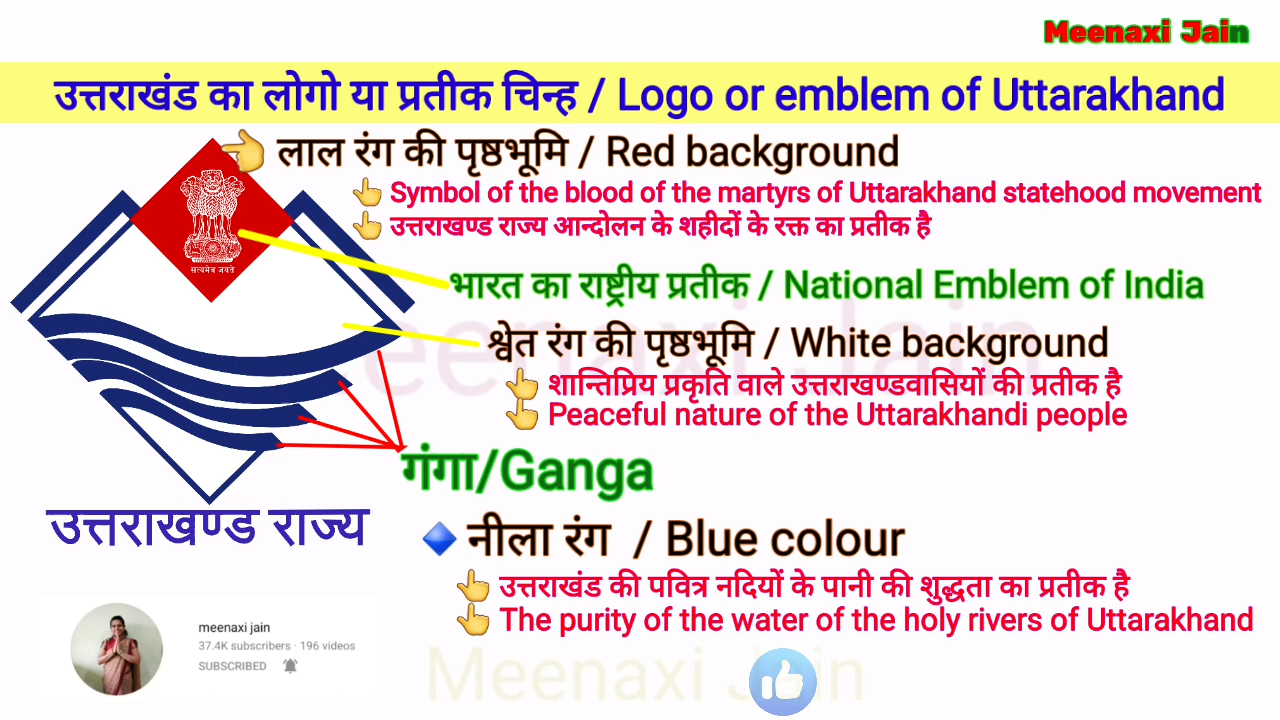 Meenaxi Jain
उत्तराखंड का लोगो या प्रतीक चिन्ह / Logo or emblem of Uttarakhand
लाल रंग की पृष्ठभूमि / Red background
Symbol of the blood of the martyrs of Uttarakhand statehood movement
उत्तराखण्ड राज्य आन्दोलन के शहीदों के रक्त का प्रतीक है
सत्यमेव जयते
भारत का राष्ट्रीय प्रतीक / National Emblem of India
श्वेत रंग की पृष्ठभूमि / White background
शान्तिप्रिय प्रकृति वाले उत्तराखण्डवासियों की प्रतीक है
Peaceful nature of the Uttarakhandi people
गंगा/Ganga
उत्तराखण्ड राज्य
नीला रंग / Blue colour
उत्तराखंड की पवित्र नदियों के पानी की शुद्धता का प्रतीक है
The purity of the water of the holy rivers of Uttarakhand
meenaxi jain
37.4K subscribers · 196 videos
SUBSCRIBED
Meenaxi Jain